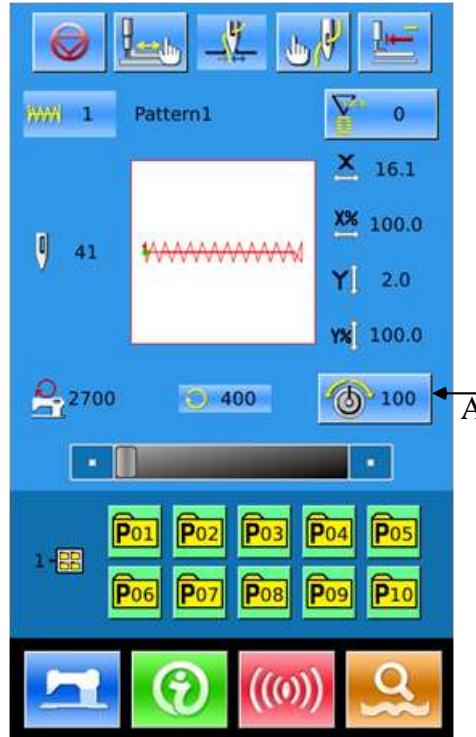 1 Pattern1 0
X 16.1
X% 100.0
41
Y 2.0
Y% 100.0
2700 400 100 A
1-
P01 P02 P03 P04 P05
P06 P07 P08 P09 P10